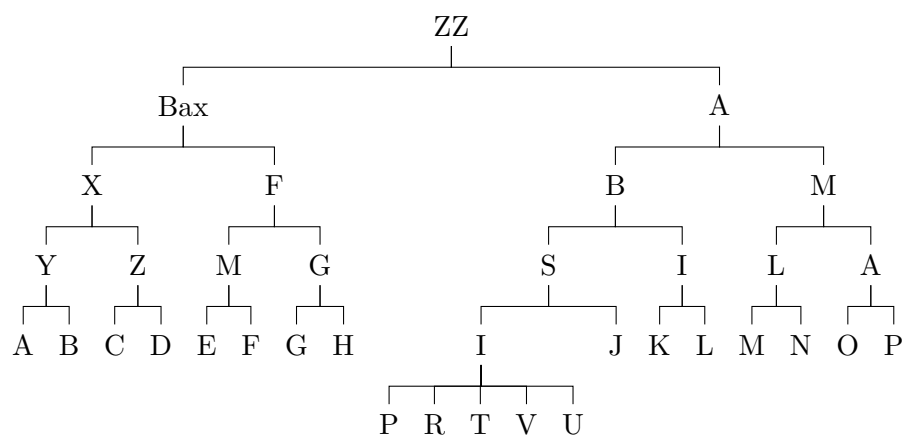 ZZ
Bax A
X F B M
Y Z M G S I L A
A B C D E F G H I J K L M N O P
P R T V U